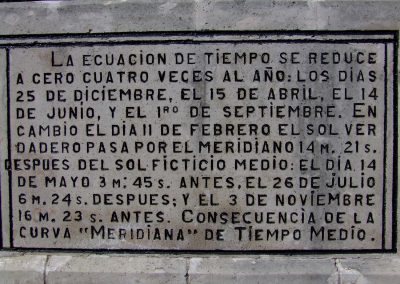 LA ECUACION DE TIEMPO SE REDUCE
A CERO CUATRO VECES AL AÑO: LOS DIAS
25 DE DICIEMBRE, EL 15 DE ABRIL, EL 14
DE JUNIO, Y EL 1RO DE SEPTIEMBRE. EN
CAMBIO EL DIA 11 DE FEBRERO EL SOL VER
DADERO PASA POR EL MERIDIANO 14 M. 21 S.
DESPUES DEL SOL FICTICIO MEDIO: EL DIA 14
DE MAYO 3 M: 45 S. ANTES, EL 26 DE JULIO
6 M. 24 S. DESPUES; Y EL 3 DE NOVIEMBRE
16 M. 23 S: ANTES. CONSECUENCIA DE LA
CURVA "MERIDIANA" DE TIEMPO MEDIO.